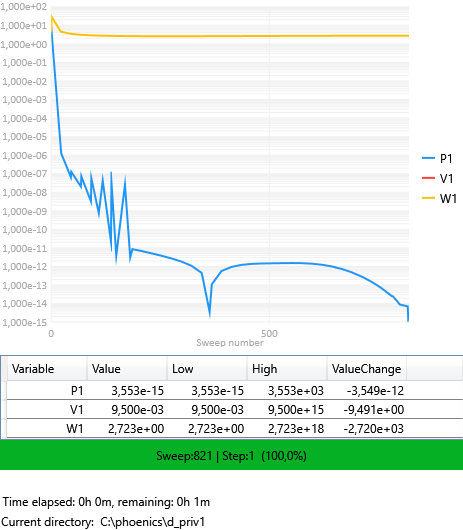 1,000e+02
1,000e+01
1,000e+00
1,000e-01
1,000e-02
1,000e-03
1,000e-04
1,000e-05
1,000e-06
1,000e-07
1,000e-08
1,000e-09
1,000e-10
1,000e-11
1,000e-12
1,000e-13
1,000e-14
1,000e-15
0 500
Sweep number
P1
V1
W1
Variable Value Low High ValueChange
P1 3,553e-15 3,553e-15 3,553e+03 -3,549e-12
V1 9,500e-03 9,500e-03 9,500e+15 -9,491e+00
W1 2,723e+00 2,723e+00 2,723e+18 -2,720e+03
Sweep:821 | Step:1 (100,0%)
Time elapsed: 0h 0m, remaining: 0h 1m
Current directory: C:\phoenics\d_priv1